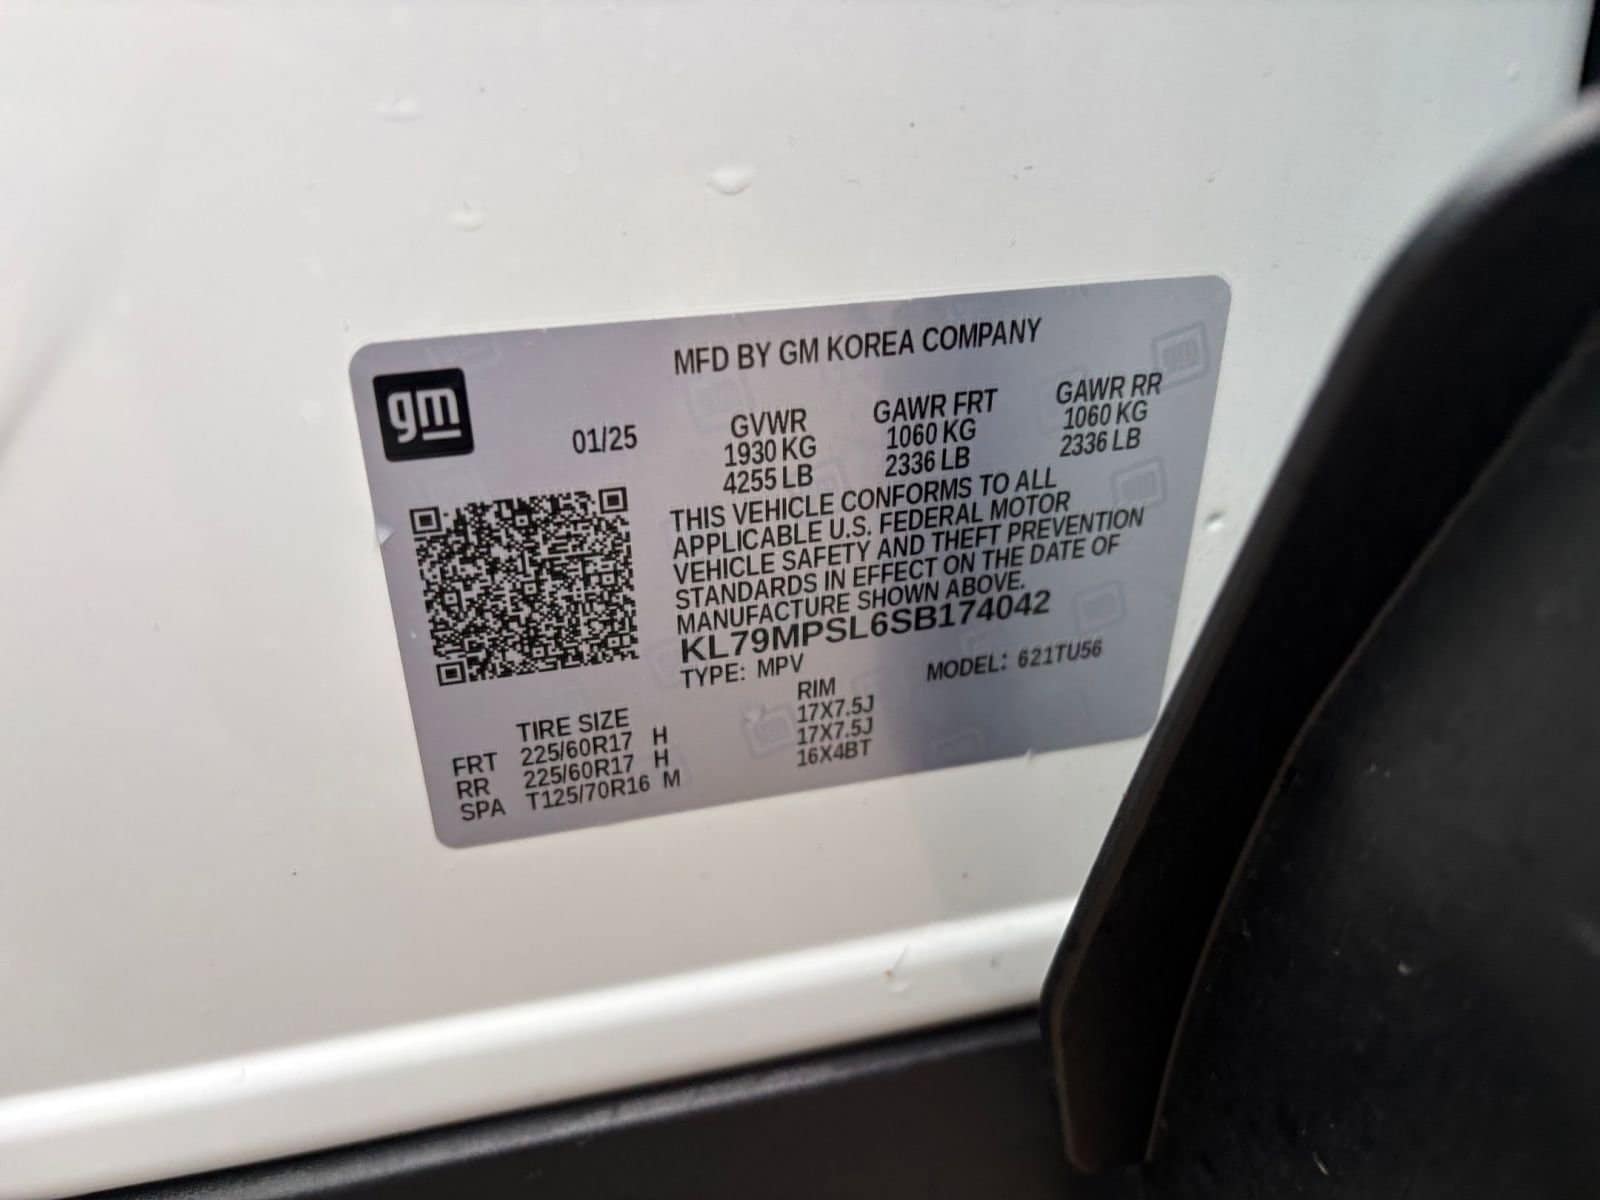 MFD BY GM KOREA COMPANY
gm
01/25
GVWR GAWR FRT GAWR RR
1930 KG 1060 KG 1060 KG
4255 LB 2336 LB 2336 LB
THIS VEHICLE CONFORMS TO ALL
APPLICABLE U.S. FEDERAL MOTOR
VEHICLE SAFETY AND THEFT PREVENTION
STANDARDS IN EFFECT ON THE DATE OF
MANUFACTURE SHOWN ABOVE.
KL79MPSL6SB174042
TYPE: MPV MODEL: 621TU56
TIRE SIZE RIM
FRT 225/60R17 H 17X7.5J
RR 225/60R17 H 17X7.5J
SPA T125/70R16 M 16X4BT